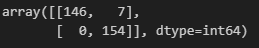 array([[146,   7],
       [  0, 154]], dtype=int64)